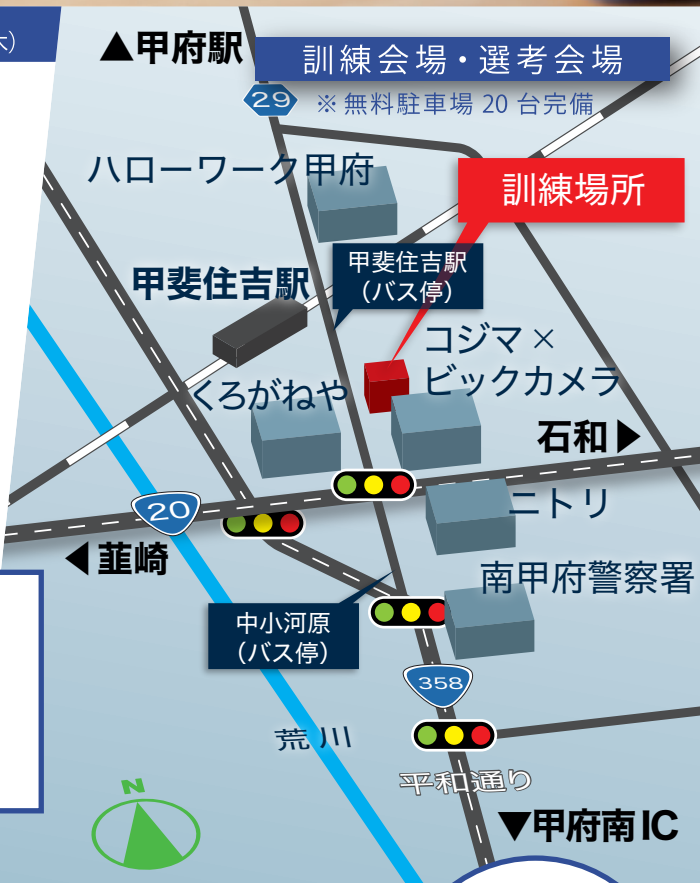 木）
▲甲府駅
訓練会場・選考会場
29
※無料駐車場 20 台完備
ハローワーク甲府
訓練場所
甲斐住吉駅
甲斐住吉駅
（バス停）
コジマ×
ビックカメラ
くろがねや
石和▶
20
ニトリ
◀韮崎
南甲府警察署
中小河原
（バス停）
358
荒川
平和通り
N
▼甲府南IC